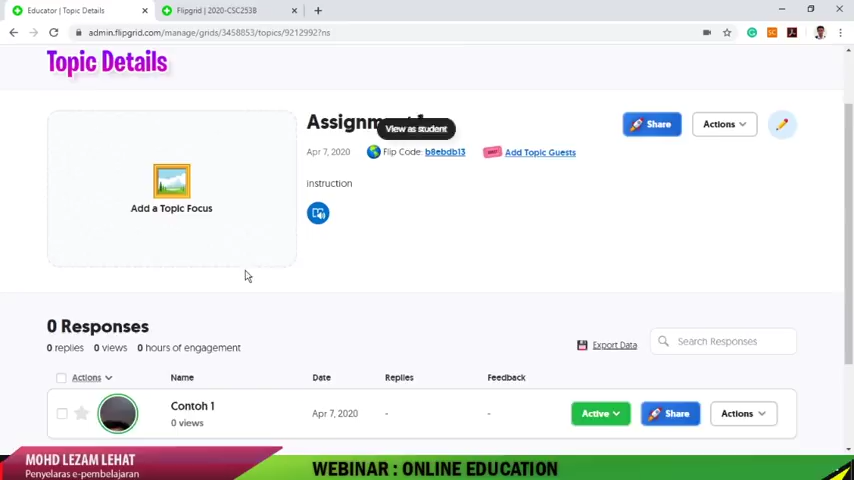 Educator | Topic Details
Flipgrid | 2020-CSC253B
admin.flipgrid.com/manage/grids/3458853/topics/9212992?ns
Topic Details
Assignment 1
View as student
Share
Actions
Apr 7, 2020
Flip Code: b8ebdb13
Add Topic Guests
instruction
Add a Topic Focus
0 Responses
0 replies 0 views 0 hours of engagement
Export Data
Search Responses
Actions Name Date Replies Feedback
Contoh 1
0 views
Apr 7, 2020 - - Active Share Actions
MOHD LEZAM LEHAT
Penyelaras e-pembelajaran
WEBINAR : ONLINE EDUCATION